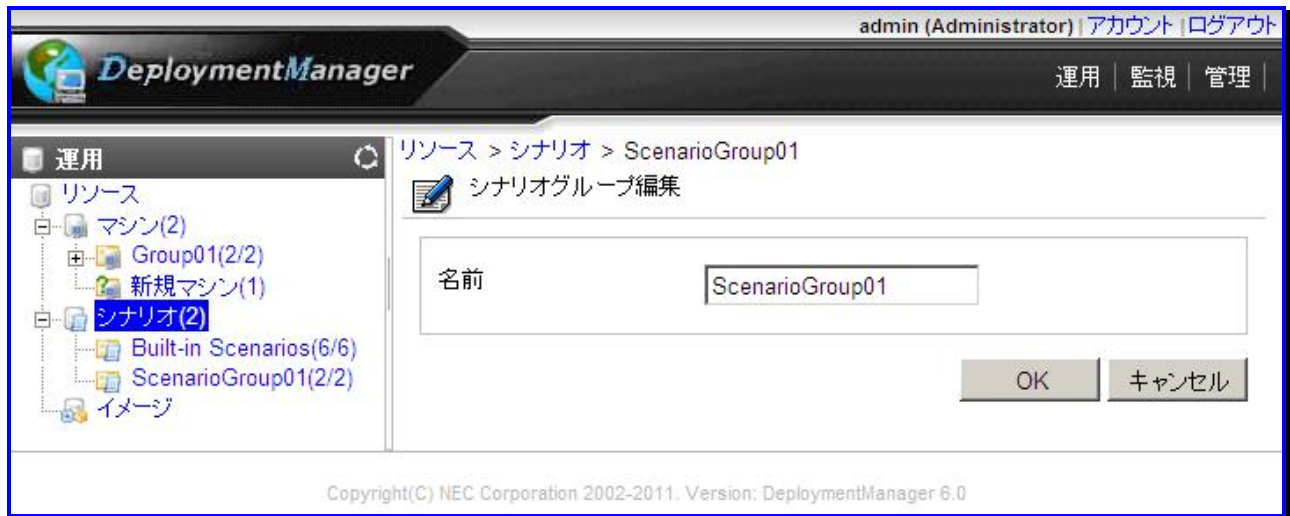 admin (Administrator) | アカウント | ログアウト
DeploymentManager
運用 | 監視 | 管理 |
運用
リソース
マシン(2)
Group01(2/2)
新規マシン(1)
シナリオ(2)
Built-in Scenarios(6/6)
ScenarioGroup01(2/2)
イメージ
リソース > シナリオ > ScenarioGroup01
シナリオグループ編集
名前 ScenarioGroup01
OK キャンセル
Copyright(C) NEC Corporation 2002-2011. Version: DeploymentManager 6.0